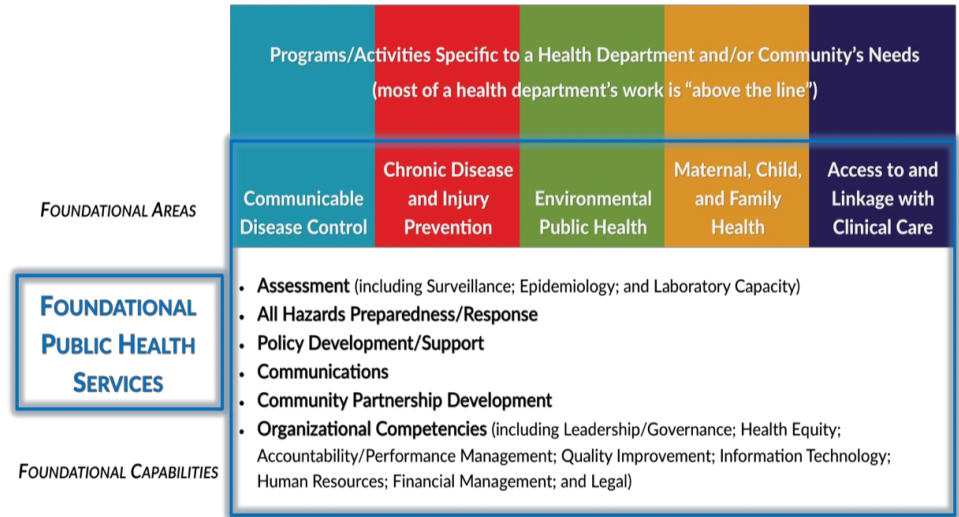 Programs/Activities Specific to a Health Department and/or Community's Needs
(most of a health department's work is “above the line”)
FOUNDATIONAL AREAS
Communicable
Disease Control
Chronic Disease
and Injury
Prevention
Environmental
Public Health
Maternal, Child,
and Family
Health
Access to and
Linkage with
Clinical Care
FOUNDATIONAL
PUBLIC HEALTH
SERVICES
• Assessment (including Surveillance; Epidemiology; and Laboratory Capacity)
• All Hazards Preparedness/Response
• Policy Development/Support
• Communications
• Community Partnership Development
• Organizational Competencies (including Leadership/Governance; Health Equity;
Accountability/Performance Management; Quality Improvement; Information Technology;
Human Resources; Financial Management; and Legal)
FOUNDATIONAL CAPABILITIES